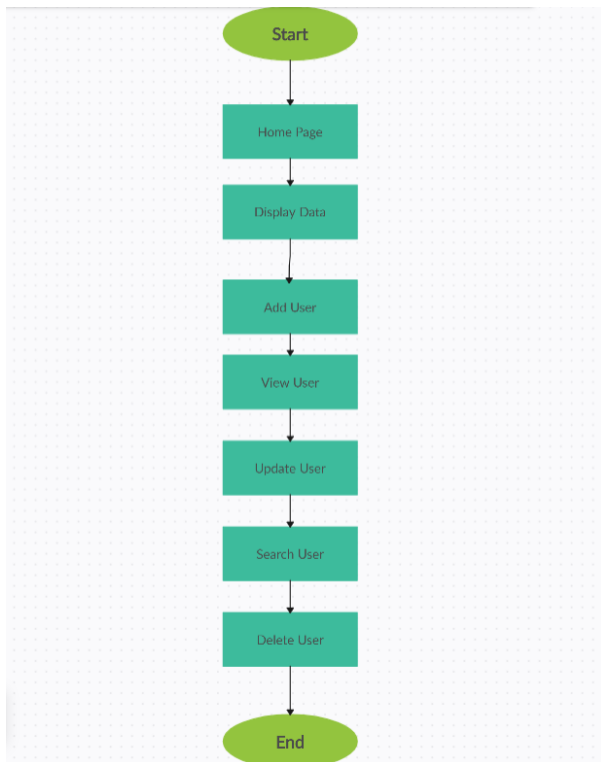 Start
Home Page
Display Data
Add User
View User
Update User
Search User
Delete User
End